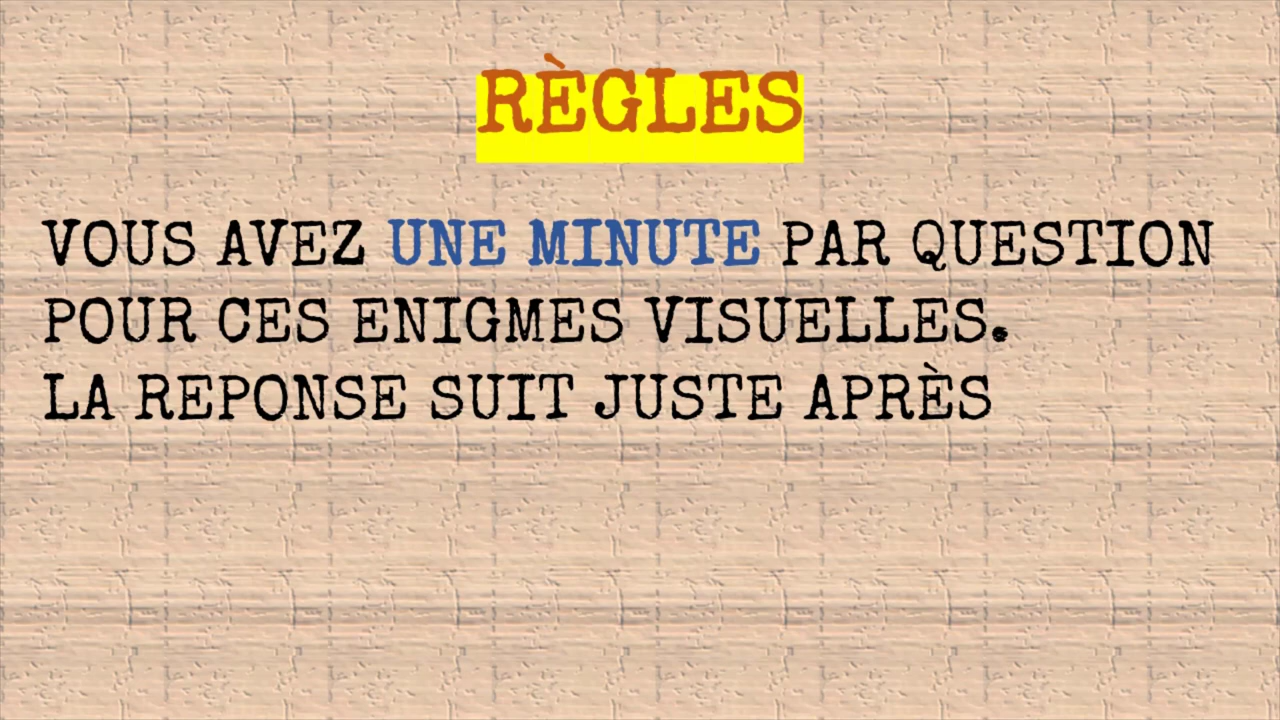 RÈGLES
VOUS AVEZ UNE MINUTE PAR QUESTION
POUR CES ENIGMES VISUELLES.
LA REPONSE SUIT JUSTE APRÈS